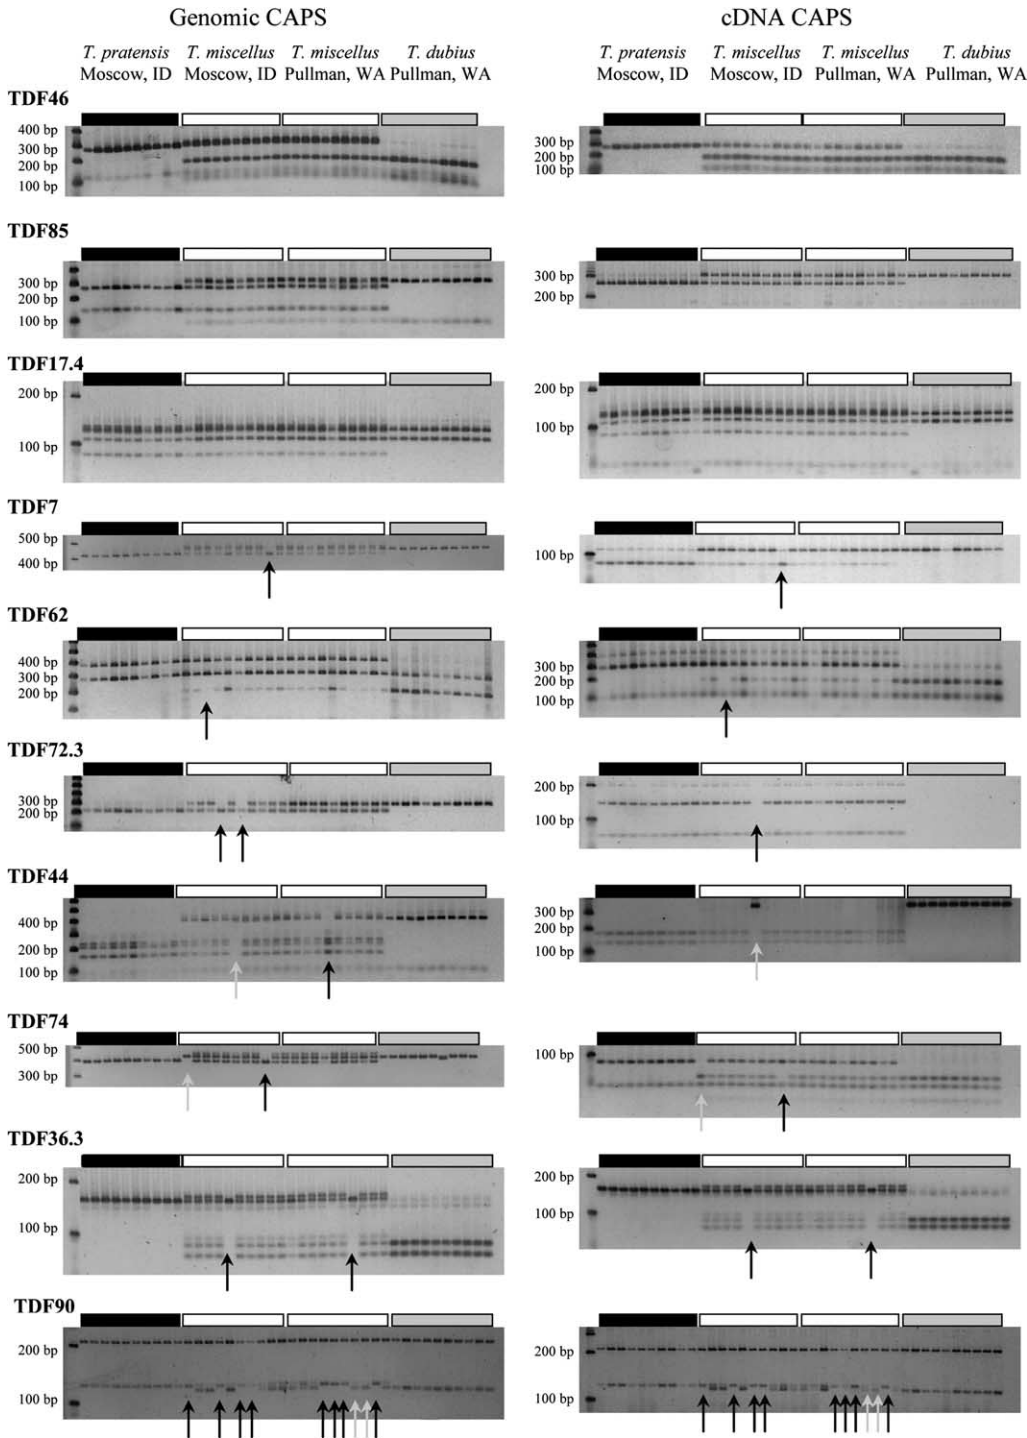 Genomic CAPS
cDNA CAPS
T. pratensis T. miscellus T. miscellus T. dubius
Moscow, ID Moscow, ID Pullman, WA Pullman, WA
T. pratensis T. miscellus T. miscellus T. dubius
Moscow, ID Moscow, ID Pullman, WA Pullman, WA
TDF46
400 bp
300 bp
200 bp
100 bp
300 bp
200 bp
100 bp
TDF85
300 bp
200 bp
100 bp
300 bp
200 bp
TDF17.4
200 bp
100 bp
200 bp
100 bp
TDF7
500 bp
400 bp
100 bp
TDF62
400 bp
300 bp
200 bp
300 bp
200 bp
100 bp
TDF72.3
300 bp
200 bp
200 bp
100 bp
TDF44
400 bp
200 bp
100 bp
300 bp
200 bp
100 bp
TDF74
500 bp
300 bp
100 bp
TDF36.3
200 bp
100 bp
200 bp
100 bp
TDF90
200 bp
100 bp
200 bp
100 bp